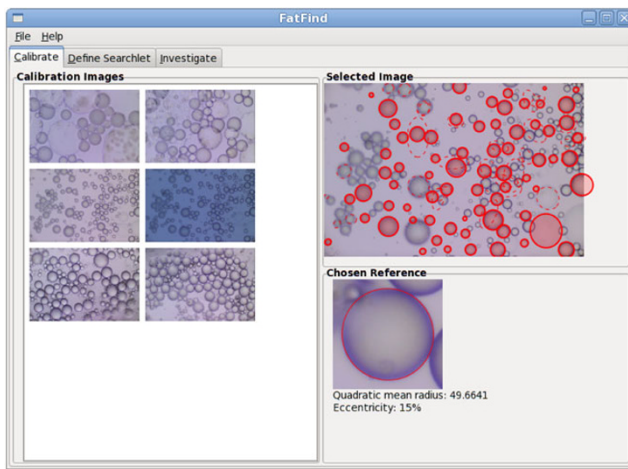 FatFind
File Help
Calibrate Define Searchlet Investigate
Calibration Images
Selected Image
Chosen Reference
Quadratic mean radius: 49.6641
Eccentricity: 15%